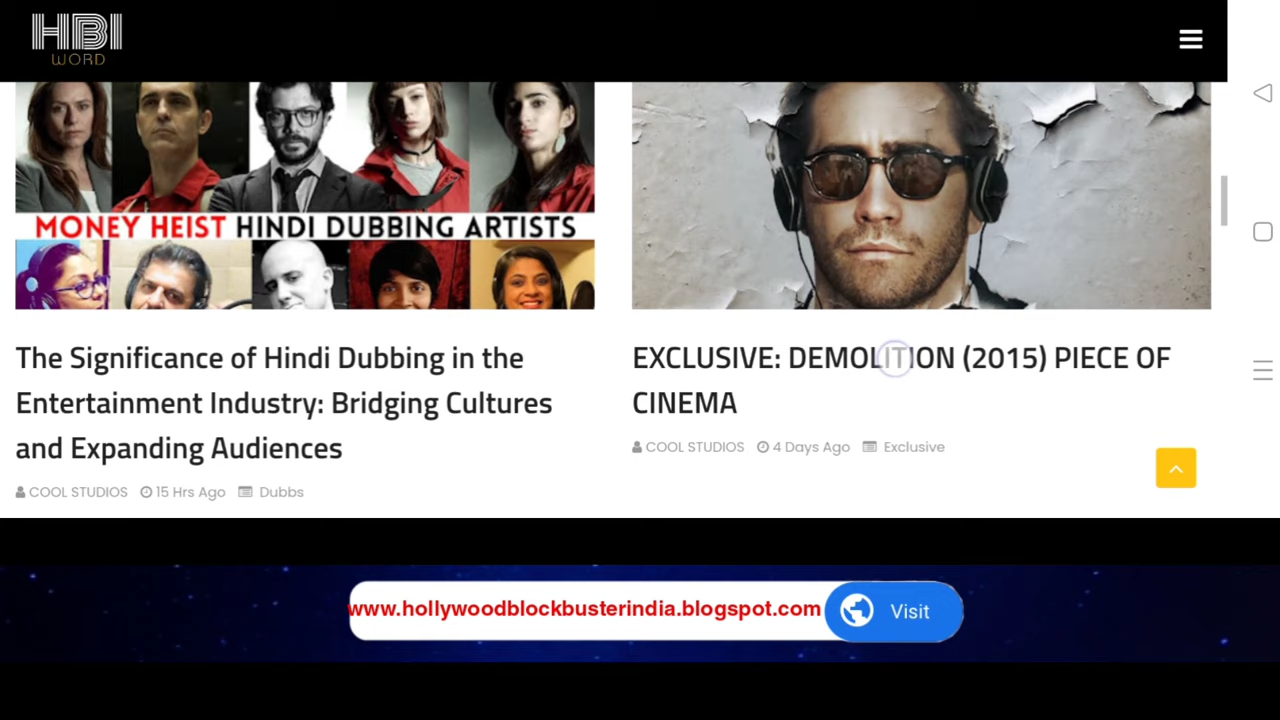 HBI
WORD
MONEY HEIST HINDI DUBBING ARTISTS
The Significance of Hindi Dubbing in the
Entertainment Industry: Bridging Cultures
and Expanding Audiences
COOL STUDIOS 15 Hrs Ago Dubbs
EXCLUSIVE: DEMOLITION (2015) PIECE OF
CINEMA
COOL STUDIOS 4 Days Ago Exclusive
www.hollywoodblockbusterindia.blogspot.com Visit